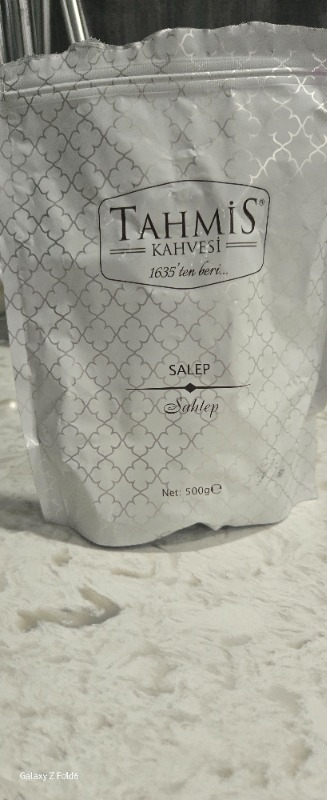 TAHMİS®
KAHVESİ
1635'ten beri...
SALEP
Sahlep
Net: 500g℮
Galaxy Z Fold6